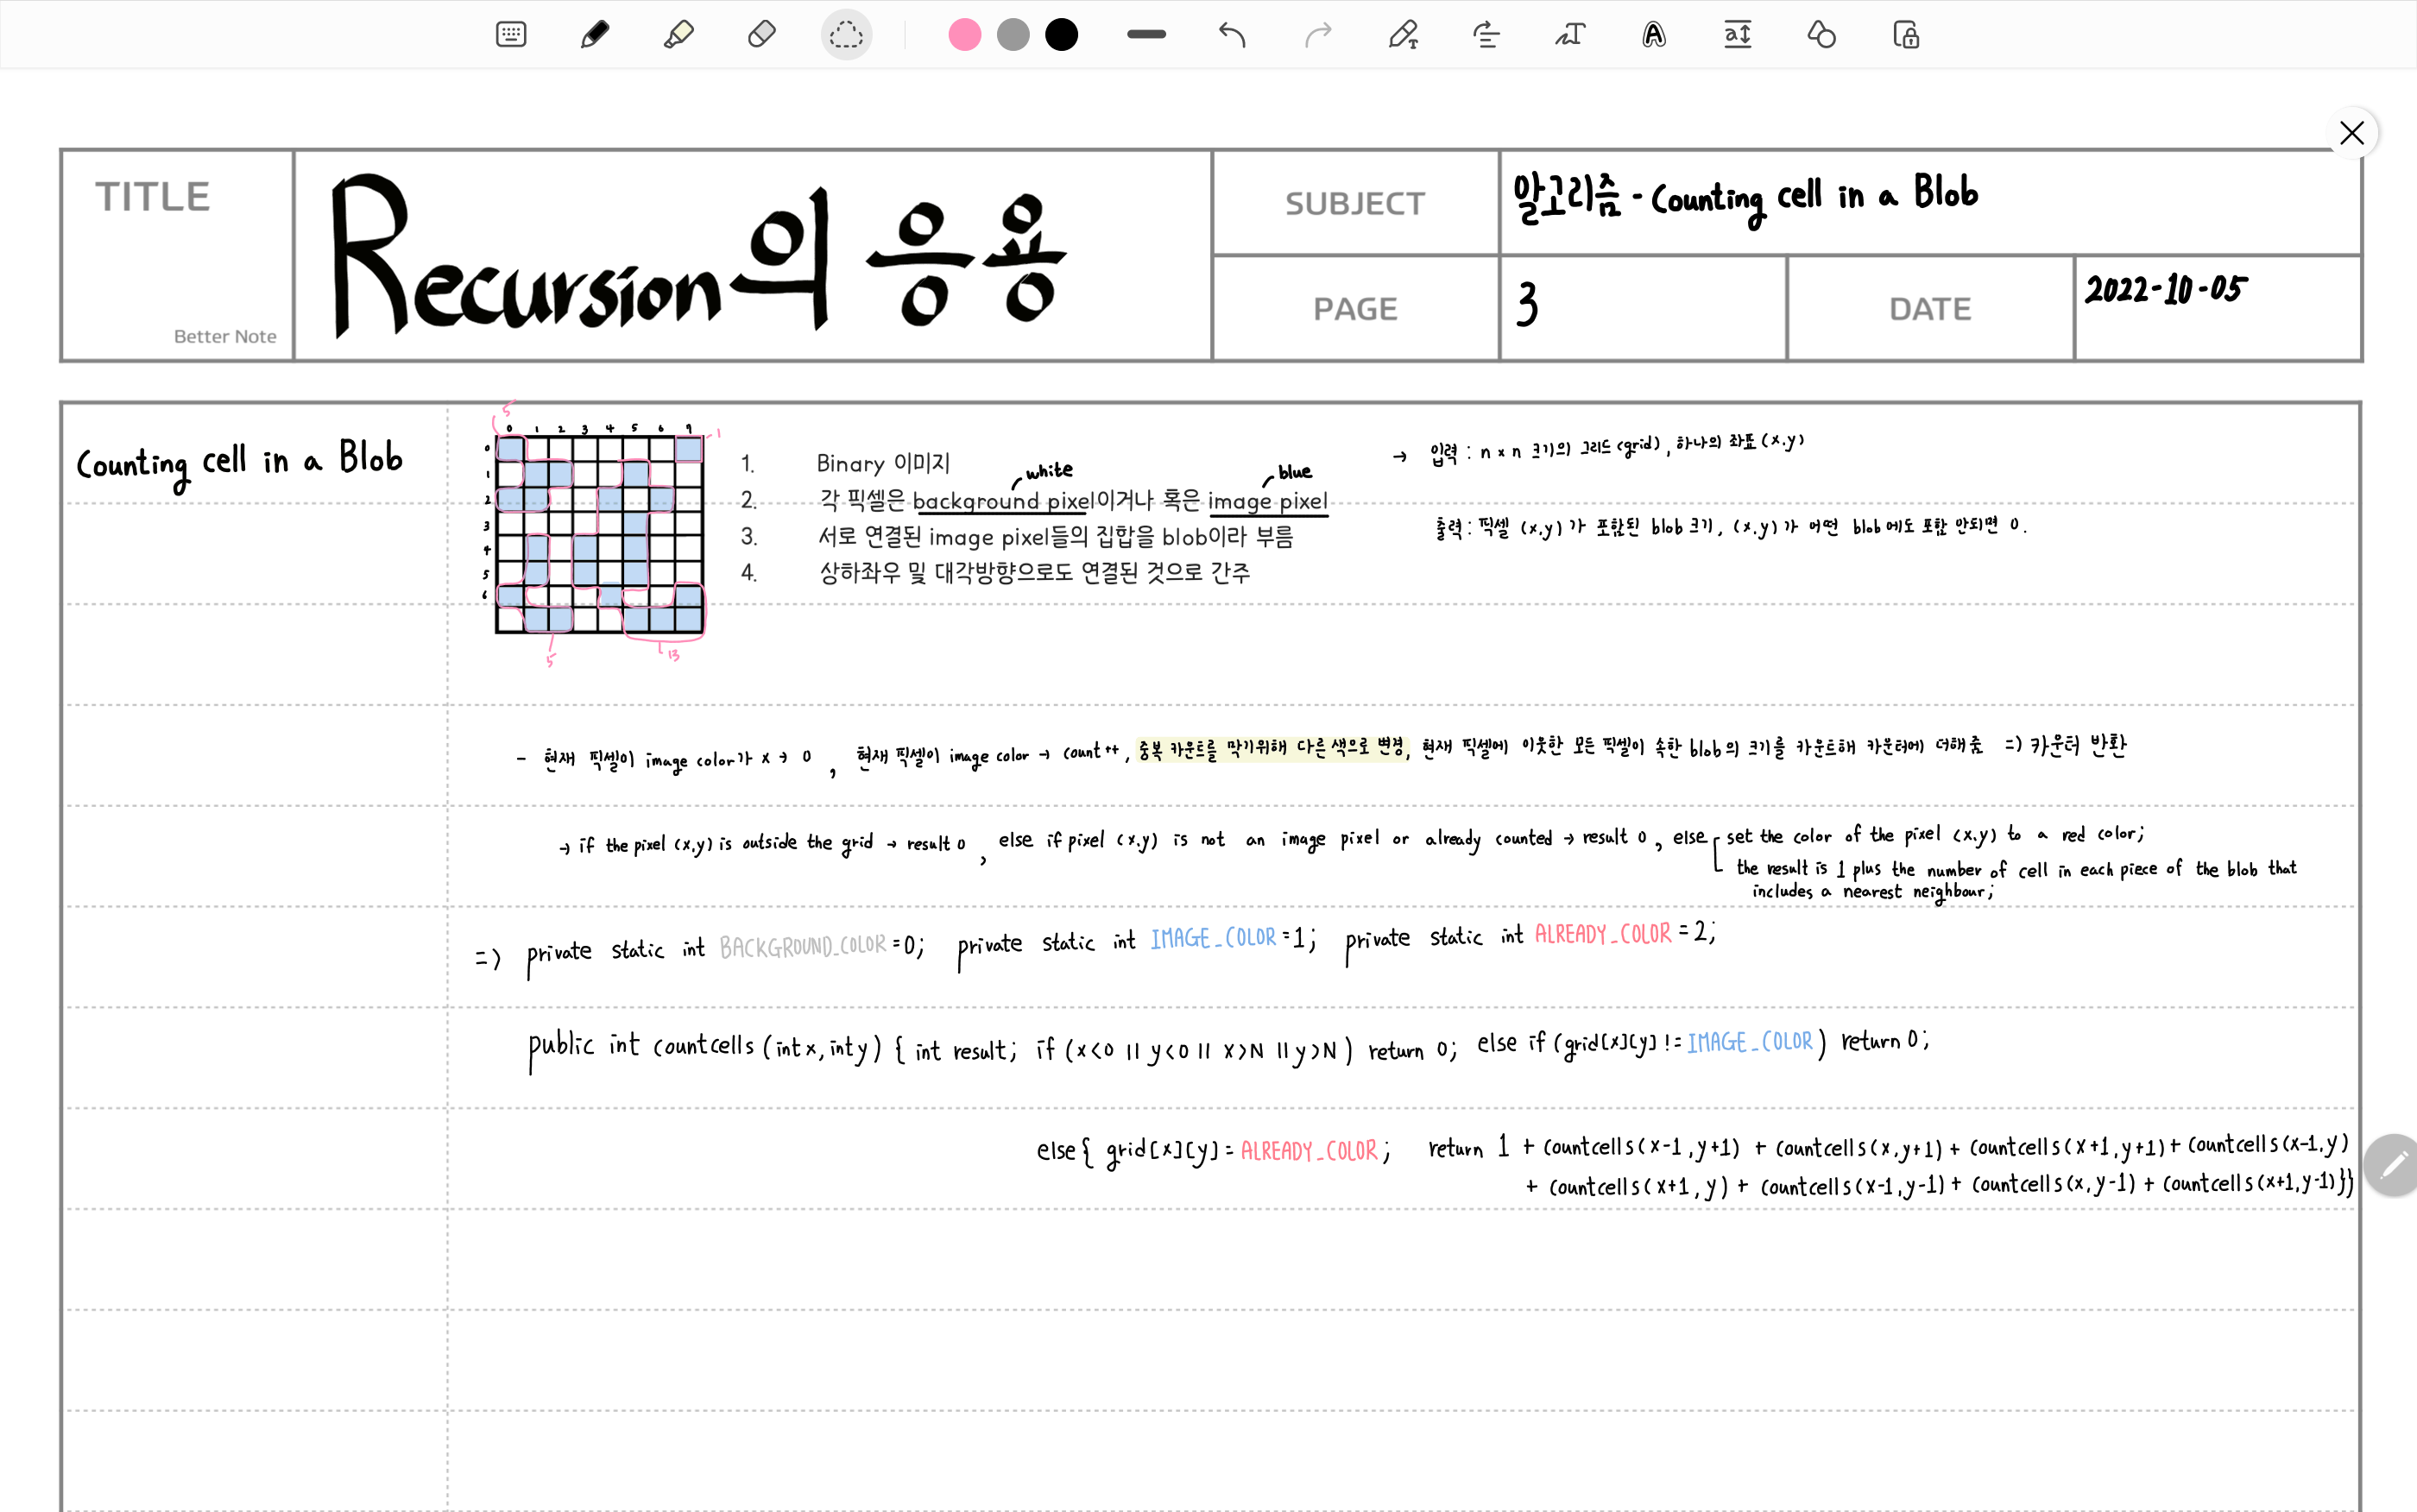 TITLE
Better Note
Recursion의 응용
SUBJECT
알고리즘 - Counting cell in a Blob
PAGE
3
DATE
2022-10-05
Counting cell in a Blob
5
0 1 2 3 4 5 6 7
1
0
1
2
3
4
5
6
5
13
1. Binary 이미지
white
blue
2. 각 픽셀은 background pixel이거나 혹은 image pixel
3. 서로 연결된 image pixel들의 집합을 blob이라 부름
4. 상하좌우 및 대각방향으로도 연결된 것으로 간주
→ 입력 : n x n 크기의 그리드(grid), 하나의 좌표 (x.y)
출력 : 픽셀 (x,y) 가 포함된 blob 크기, (x.y) 가 어떤 blob에도 포함 안되면 0.
- 현재 픽셀이 image color가 x → 0 , 현재 픽셀이 image color → count++, 중복 카운트를 막기위해 다른 색으로 변경, 현재 픽셀에 이웃한 모든 픽셀이 속한 blob의 크기를 카운트해 카운터에 더해줌 => 카운터 반환
→ if the pixel (x,y) is outside the grid → result 0 , else if pixel (x.y) is not an image pixel or already counted → result 0 , else set the color of the pixel (x.y) to a red color;
the result is 1 plus the number of cell in each piece of the blob that
includes a nearest neighbour;
=> private static int BACKGROUND_COLOR = 0; private static int IMAGE_COLOR = 1; private static int ALREADY_COLOR = 2;
public int countcells (int x, int y) { int result; if (x<0 || y<0 || x>N || y>N ) return 0; else if (grid[x][y] != IMAGE_COLOR) return 0;
else{ grid[x][y] = ALREADY_COLOR ; return 1 + countcells (x-1,y+1) + countcells (x,y+1) + countcells (x+1,y+1) + countcells (x-1,y)
+ countcells (x+1, y) + countcells (x-1,y-1) + countcells (x,y-1) + countcells (x+1,y-1)}}